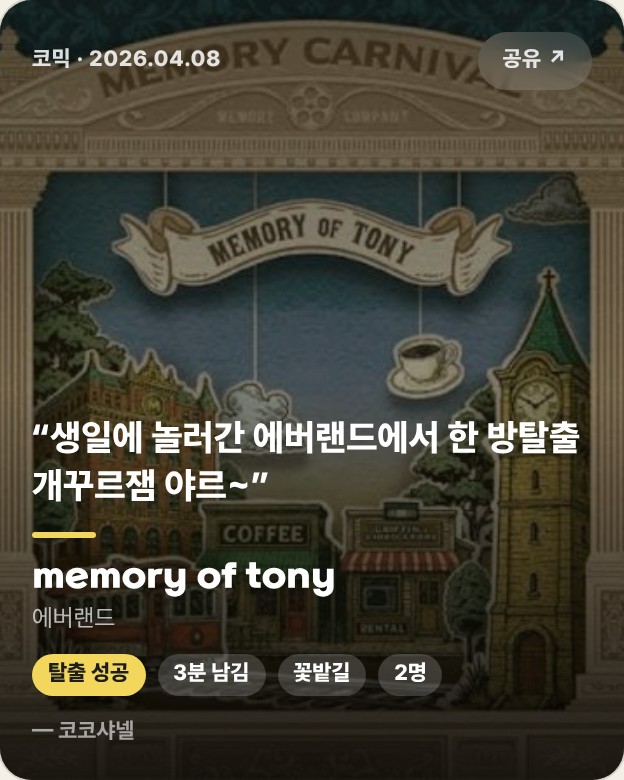 MEMORY CARNIVAL
코믹 · 2026.04.08
공유 ↗
MEMORY COMPANY
MEMORY OF TONY
“생일에 놀러간 에버랜드에서 한 방탈출
개꾸르잼 야르~”
COFFEE
memory of tony
에버랜드
RENTAL
탈출 성공
3분 남김
꽃밭길
2명
— 코코샤넬